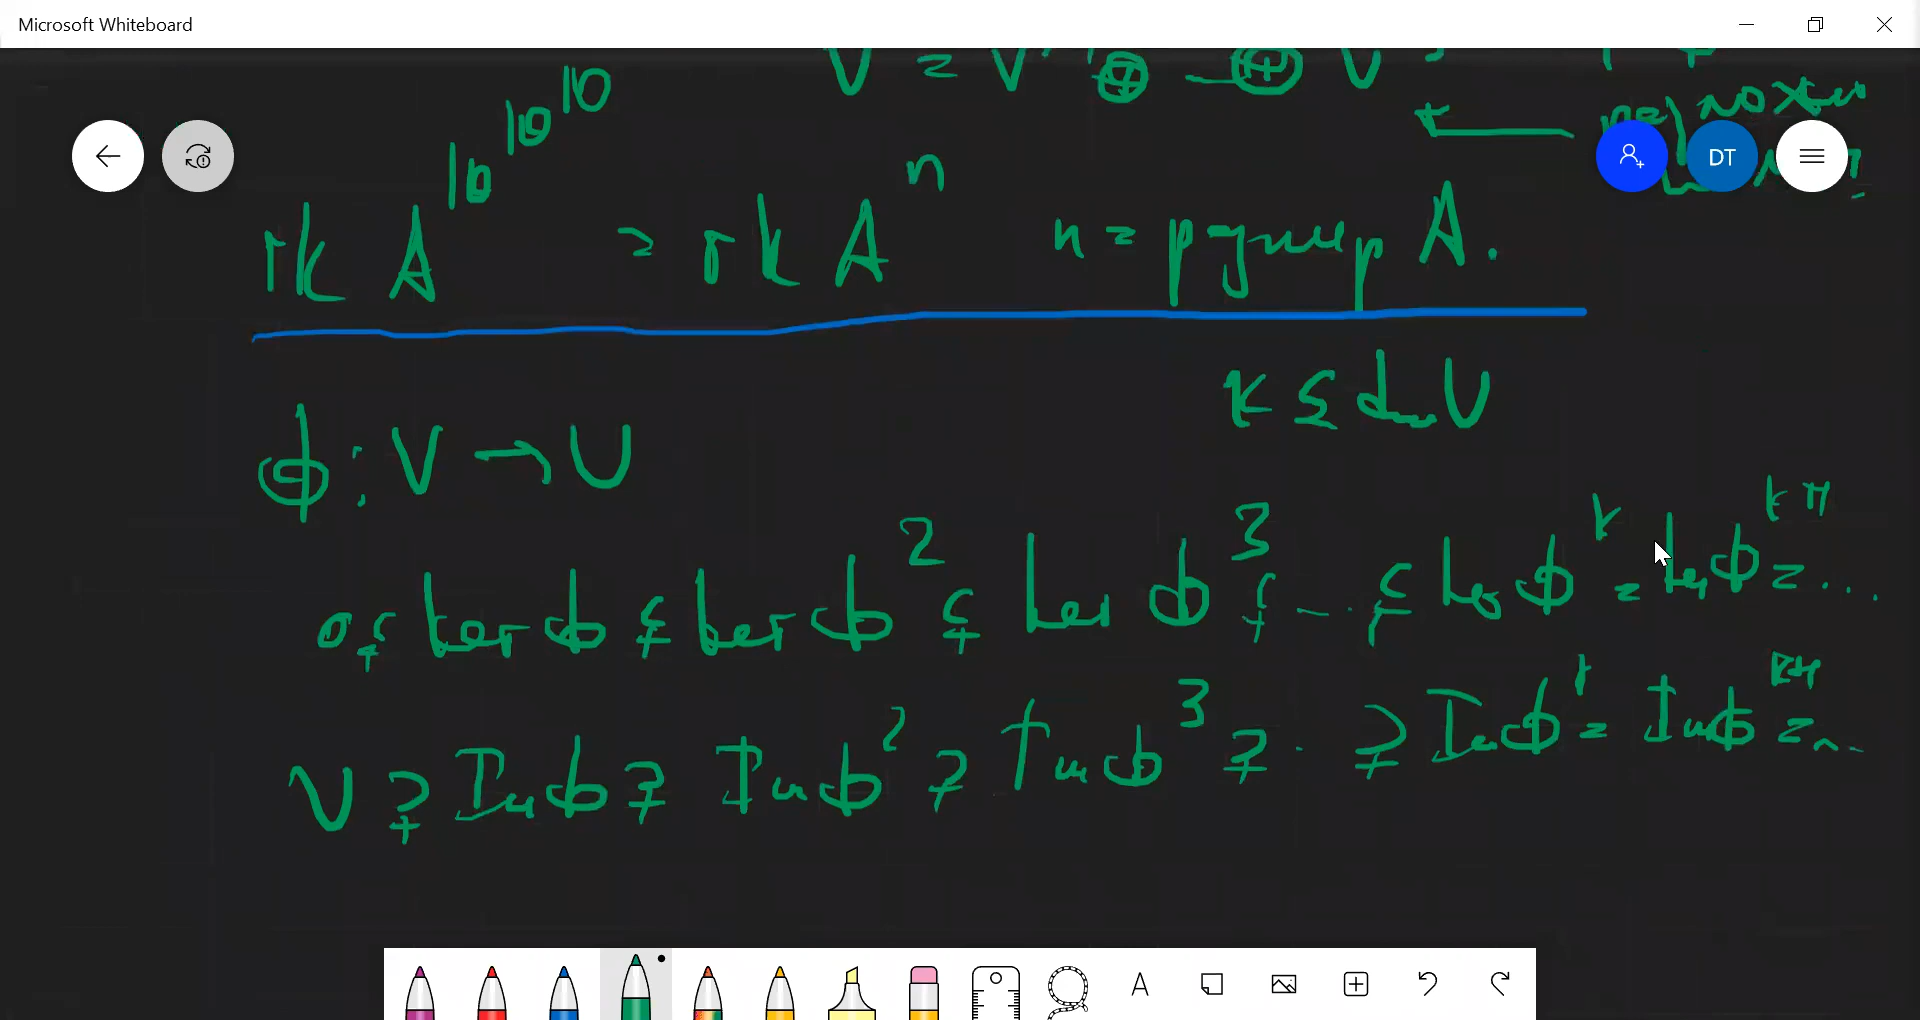 Microsoft Whiteboard
V = V ⊕ … ⊕ V
DT
rk A^10^10^10 = rk A^n n = размер A.
k ≤ dim V
ϕ: V → V
0 ⊊ Ker ϕ ⊊ Ker ϕ^2 ⊊ Ker ϕ^3 ⊊ … ⊊ Ker ϕ^k = Ker ϕ^k+1 = …
V ⊋ Im ϕ ⊋ Im ϕ^2 ⊋ Im ϕ^3 ⊋ … ⊋ Im ϕ^k = Im ϕ^k+1 = …